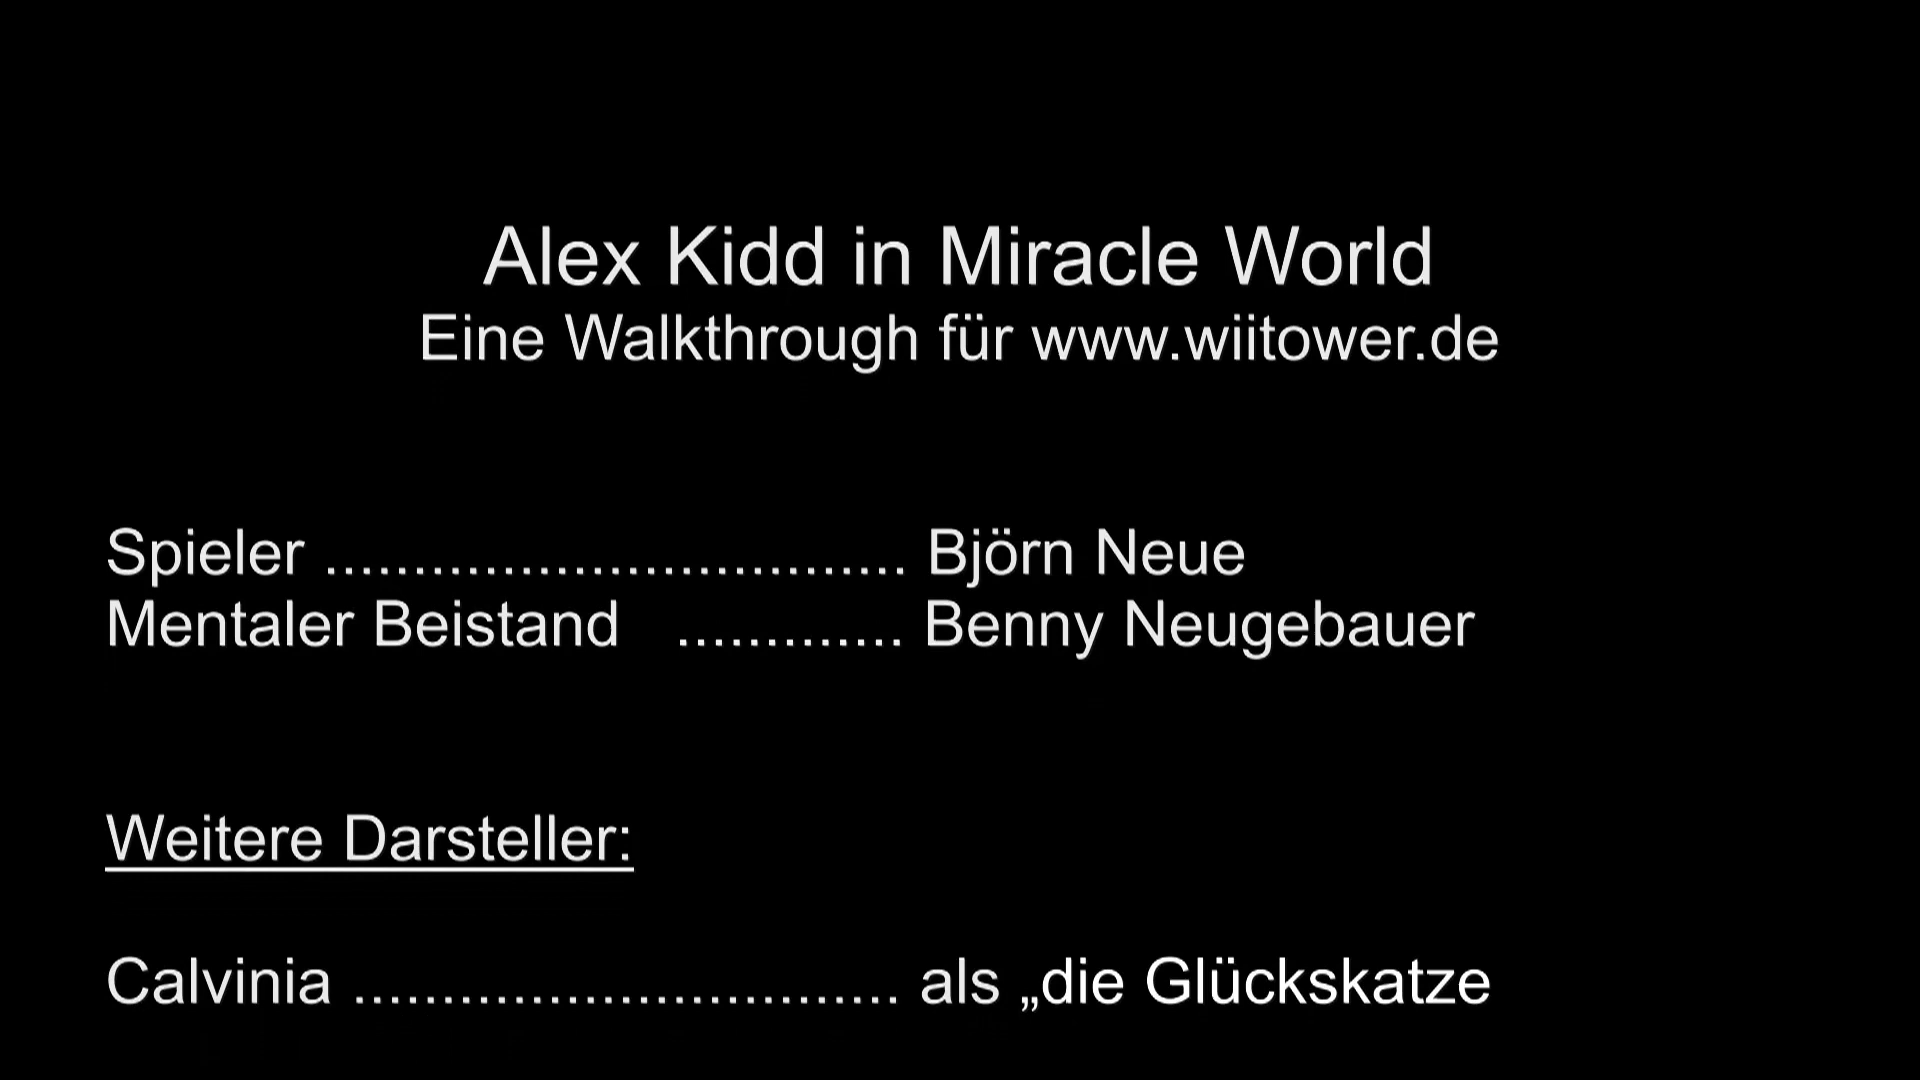 Alex Kidd in Miracle World
Eine Walkthrough für www.wiitower.de
Spieler ................................. Björn Neue
Mentaler Beistand ............. Benny Neugebauer
Weitere Darsteller:
Calvinia ............................... als „die Glückskatze